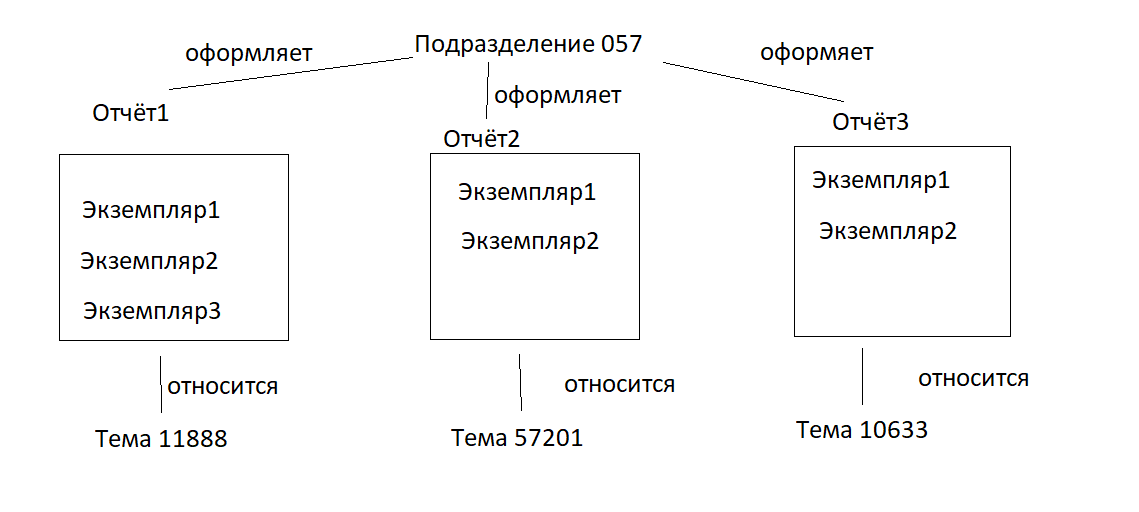 Подразделение 057
оформляет
оформляет
оформяет
Отчёт1
Отчёт2
Отчёт3
Экземпляр1
Экземпляр2
Экземпляр3
Экземпляр1
Экземпляр2
Экземпляр1
Экземпляр2
относится
относится
относится
Тема 11888
Тема 57201
Тема 10633